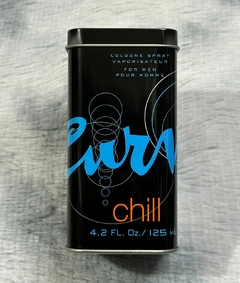 COLOGNE SPRAY
VAPORISATEUR
FOR MEN
POUR HOMME
Curv
chill
4.2 FL. Oz./125 M